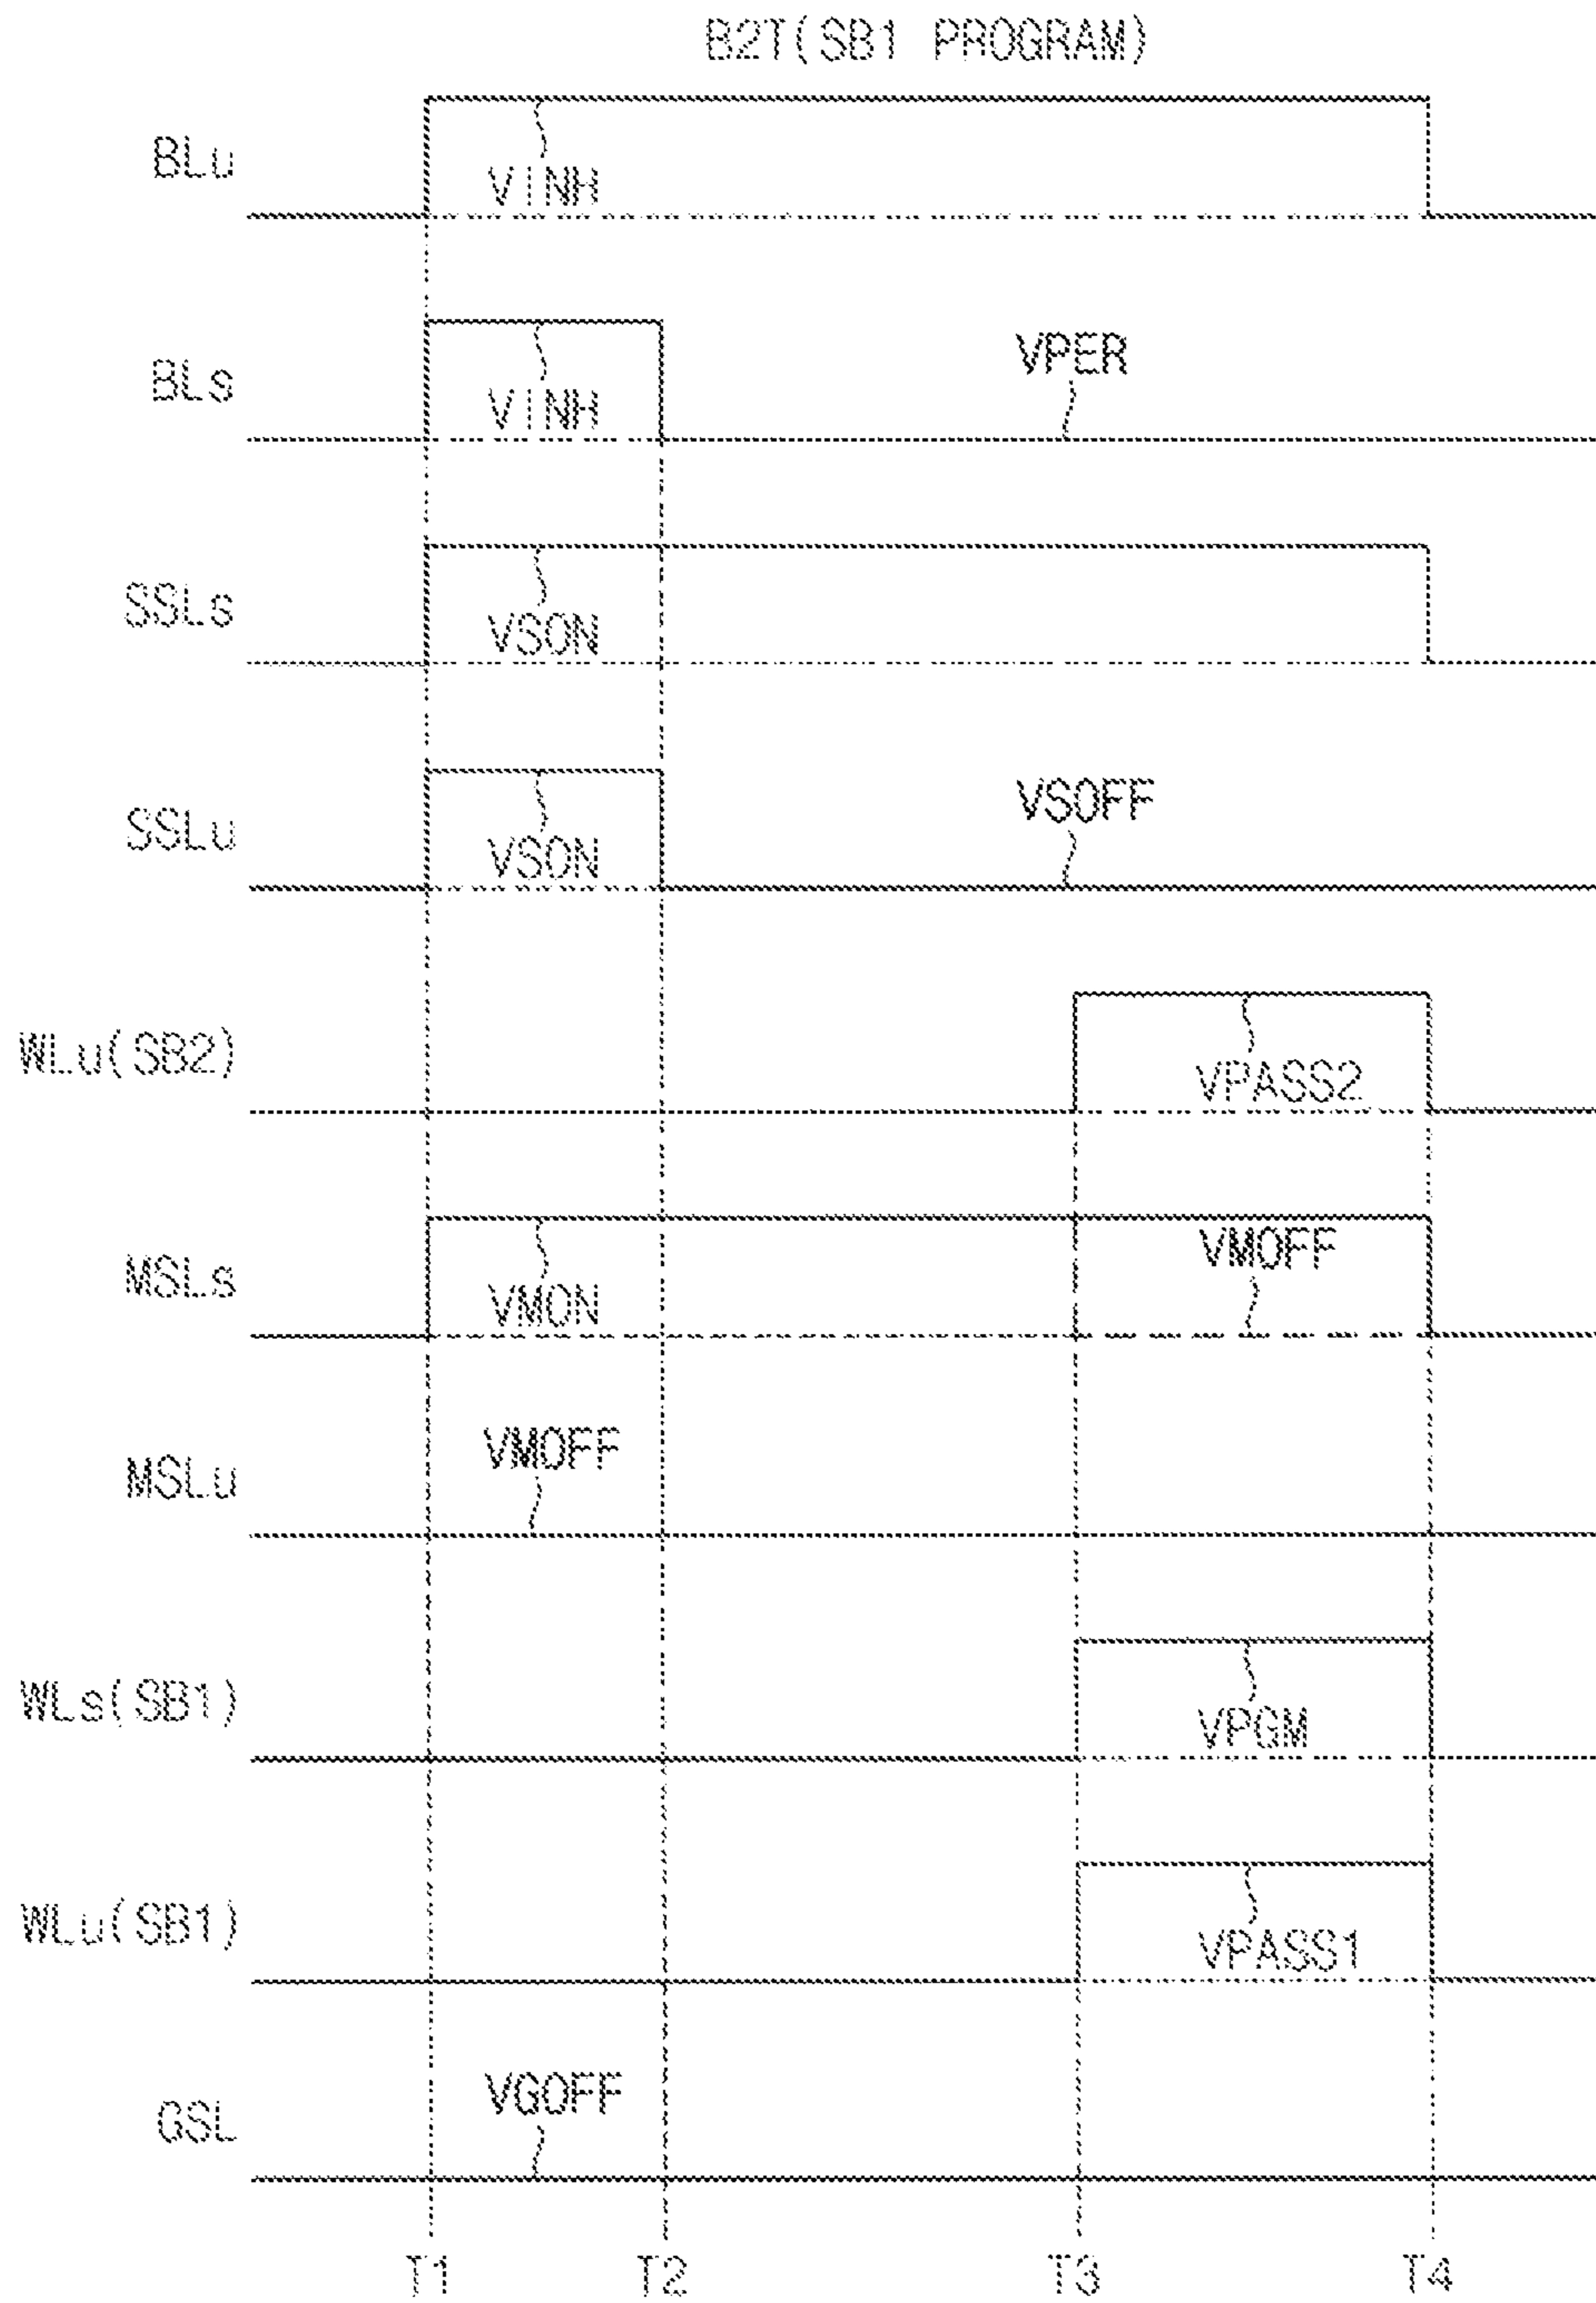 B2T(SB1 PROGRAM)
BLu
VINH
BLs
VINH
VPER
SSLs
VSON
SSLu
VSON
VSOFF
WLu(SB2)
VPASS2
MSLs
VMON
VMOFF
MSLu
VMOFF
WLs(SB1)
VPGM
WLu(SB1)
VPASS1
GSL
VGOFF
T1 T2 T3 T4